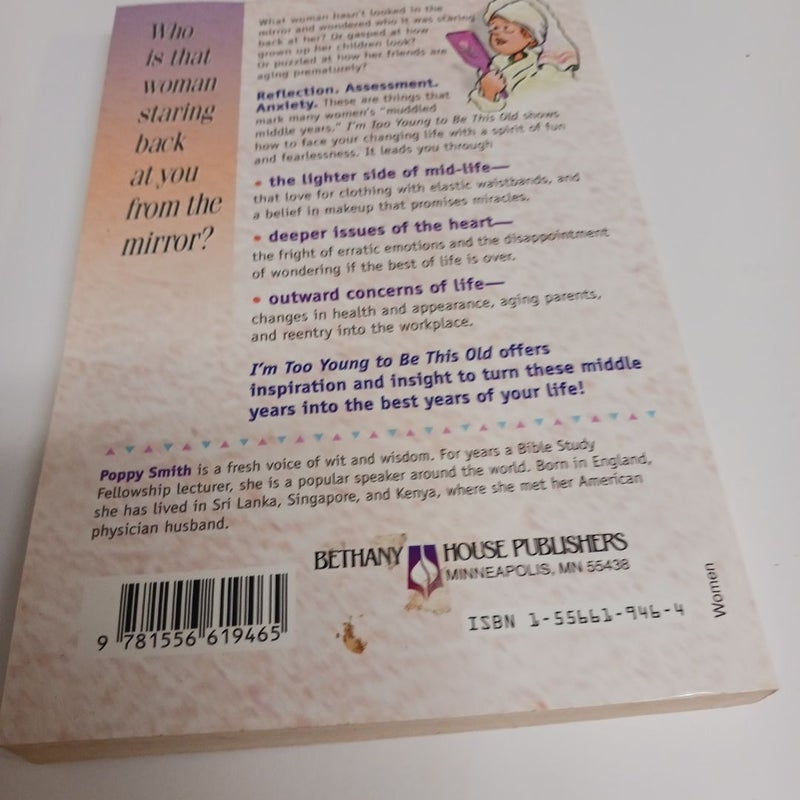 Who
is that
woman
staring
back
at you
from the
mirror?
What woman hasn't looked in the
mirror and wondered who it was staring
back at her? Or gasped at how
grown up her children look?
Or puzzled at how her friends are
aging prematurely?
Reflection. Assessment.
Anxiety. These are things that
mark many women's "muddled
middle years." I'm Too Young to Be This Old shows
how to face your changing life with a spirit of fun
and fearlessness. It leads you through
• the lighter side of mid-life—
that love for clothing with elastic waistbands, and
a belief in makeup that promises miracles.
• deeper issues of the heart—
the fright of erratic emotions and the disappointment
of wondering if the best of life is over.
• outward concerns of life—
changes in health and appearance, aging parents,
and reentry into the workplace.
I'm Too Young to Be This Old offers
inspiration and insight to turn these middle
years into the best years of your life!
Poppy Smith is a fresh voice of wit and wisdom. For years a Bible Study
Fellowship lecturer, she is a popular speaker around the world. Born in England,
she has lived in Sri Lanka, Singapore, and Kenya, where she met her American
physician husband.
BETHANY HOUSE PUBLISHERS
MINNEAPOLIS, MN 55438
9 781556 619465
ISBN 1-55661-946-4
Women